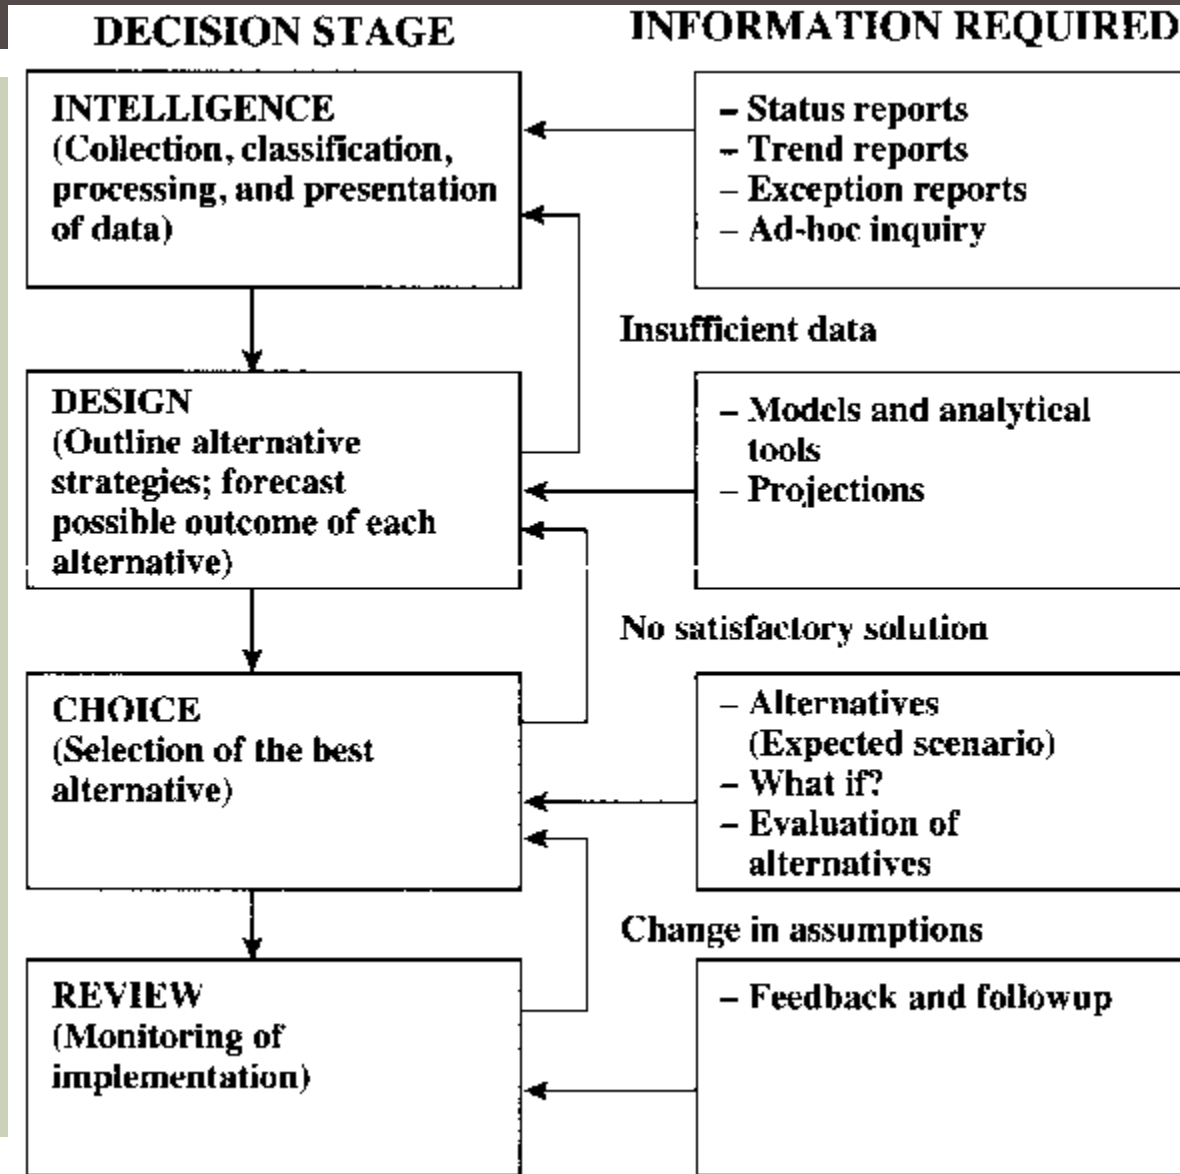 DECISION STAGE
INFORMATION REQUIRED
INTELLIGENCE
(Collection, classification,
processing, and presentation
of data)
– Status reports
– Trend reports
– Exception reports
– Ad-hoc inquiry
Insufficient data
DESIGN
(Outline alternative
strategies; forecast
possible outcome of each
alternative)
– Models and analytical
tools
– Projections
No satisfactory solution
CHOICE
(Selection of the best
alternative)
– Alternatives
(Expected scenario)
– What if?
– Evaluation of
alternatives
Change in assumptions
REVIEW
(Monitoring of
implementation)
– Feedback and followup